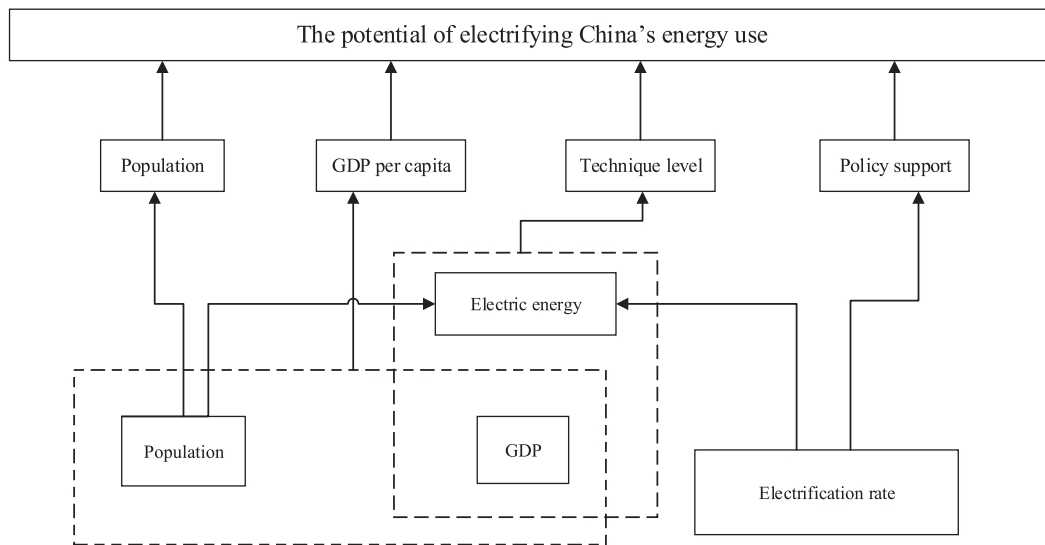 The potential of electrifying China’s energy use
Population
GDP per capita
Technique level
Policy support
Electric energy
Population
GDP
Electrification rate